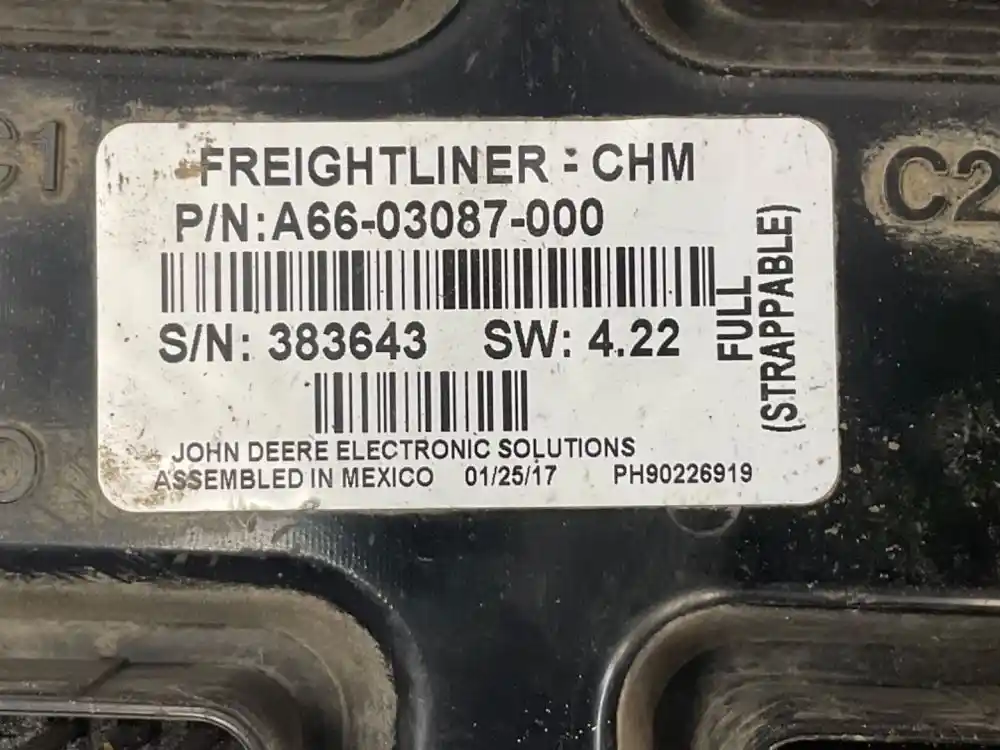 C1
C2
FREIGHTLINER - CHM
P/N:A66-03087-000
S/N: 383643 SW: 4.22
FULL
(STRAPPABLE)
JOHN DEERE ELECTRONIC SOLUTIONS
ASSEMBLED IN MEXICO 01/25/17 PH90226919